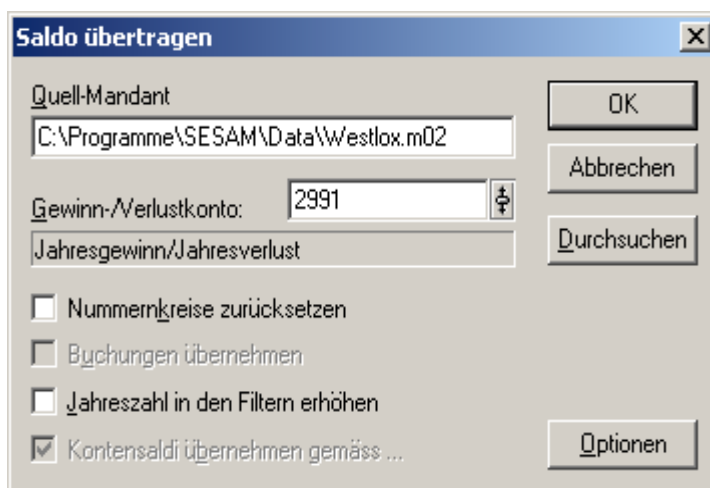 Saldo übertragen
Quell-Mandant
C:\Programme\SESAM\Data\Westlox.m02
OK
Abbrechen
Gewinn-/Verlustkonto:
2991
Jahresgewinn/Jahresverlust
Durchsuchen
Nummernkreise zurücksetzen
Buchungen übernehmen
Jahreszahl in den Filtern erhöhen
Kontensaldi übernehmen gemäss ...
Optionen